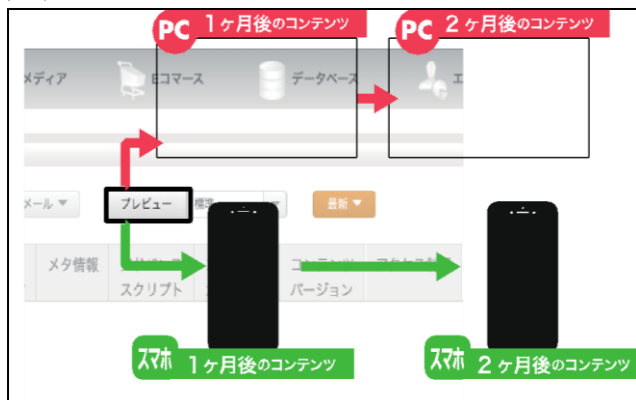 PC 1ヶ月後のコンテンツ
PC 2ヶ月後のコンテンツ
メディア
Eコマース
データベース
エ
メール▼
プレビュー
標準
最新▼
メタ情報
スクリプト
コンテンツ
バージョン
スマホ 1ヶ月後のコンテンツ
スマホ 2ヶ月後のコンテンツ